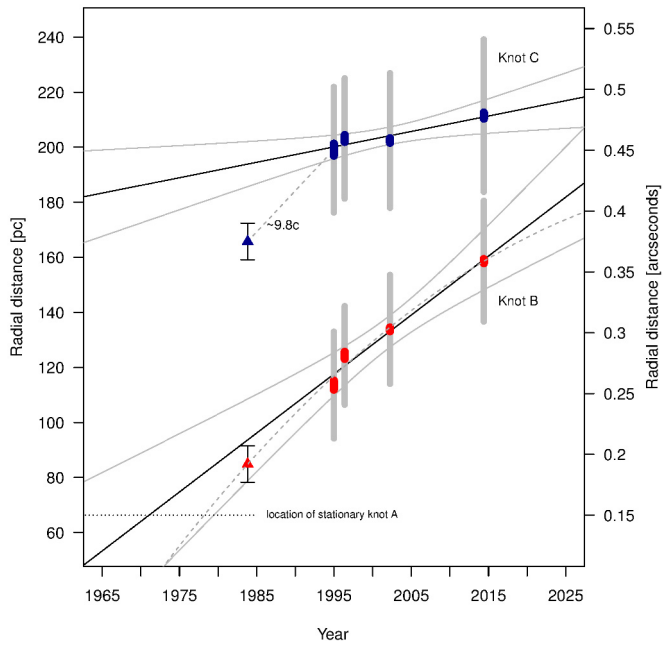 240
220
200
180
160
140
120
100
80
60
Radial distance [pc]
0.55
0.5
0.45
0.4
0.35
0.3
0.25
0.2
0.15
Radial distance [arcseconds]
Knot C
~9.8c
Knot B
location of stationary knot A
1965 1975 1985 1995 2005 2015 2025
Year